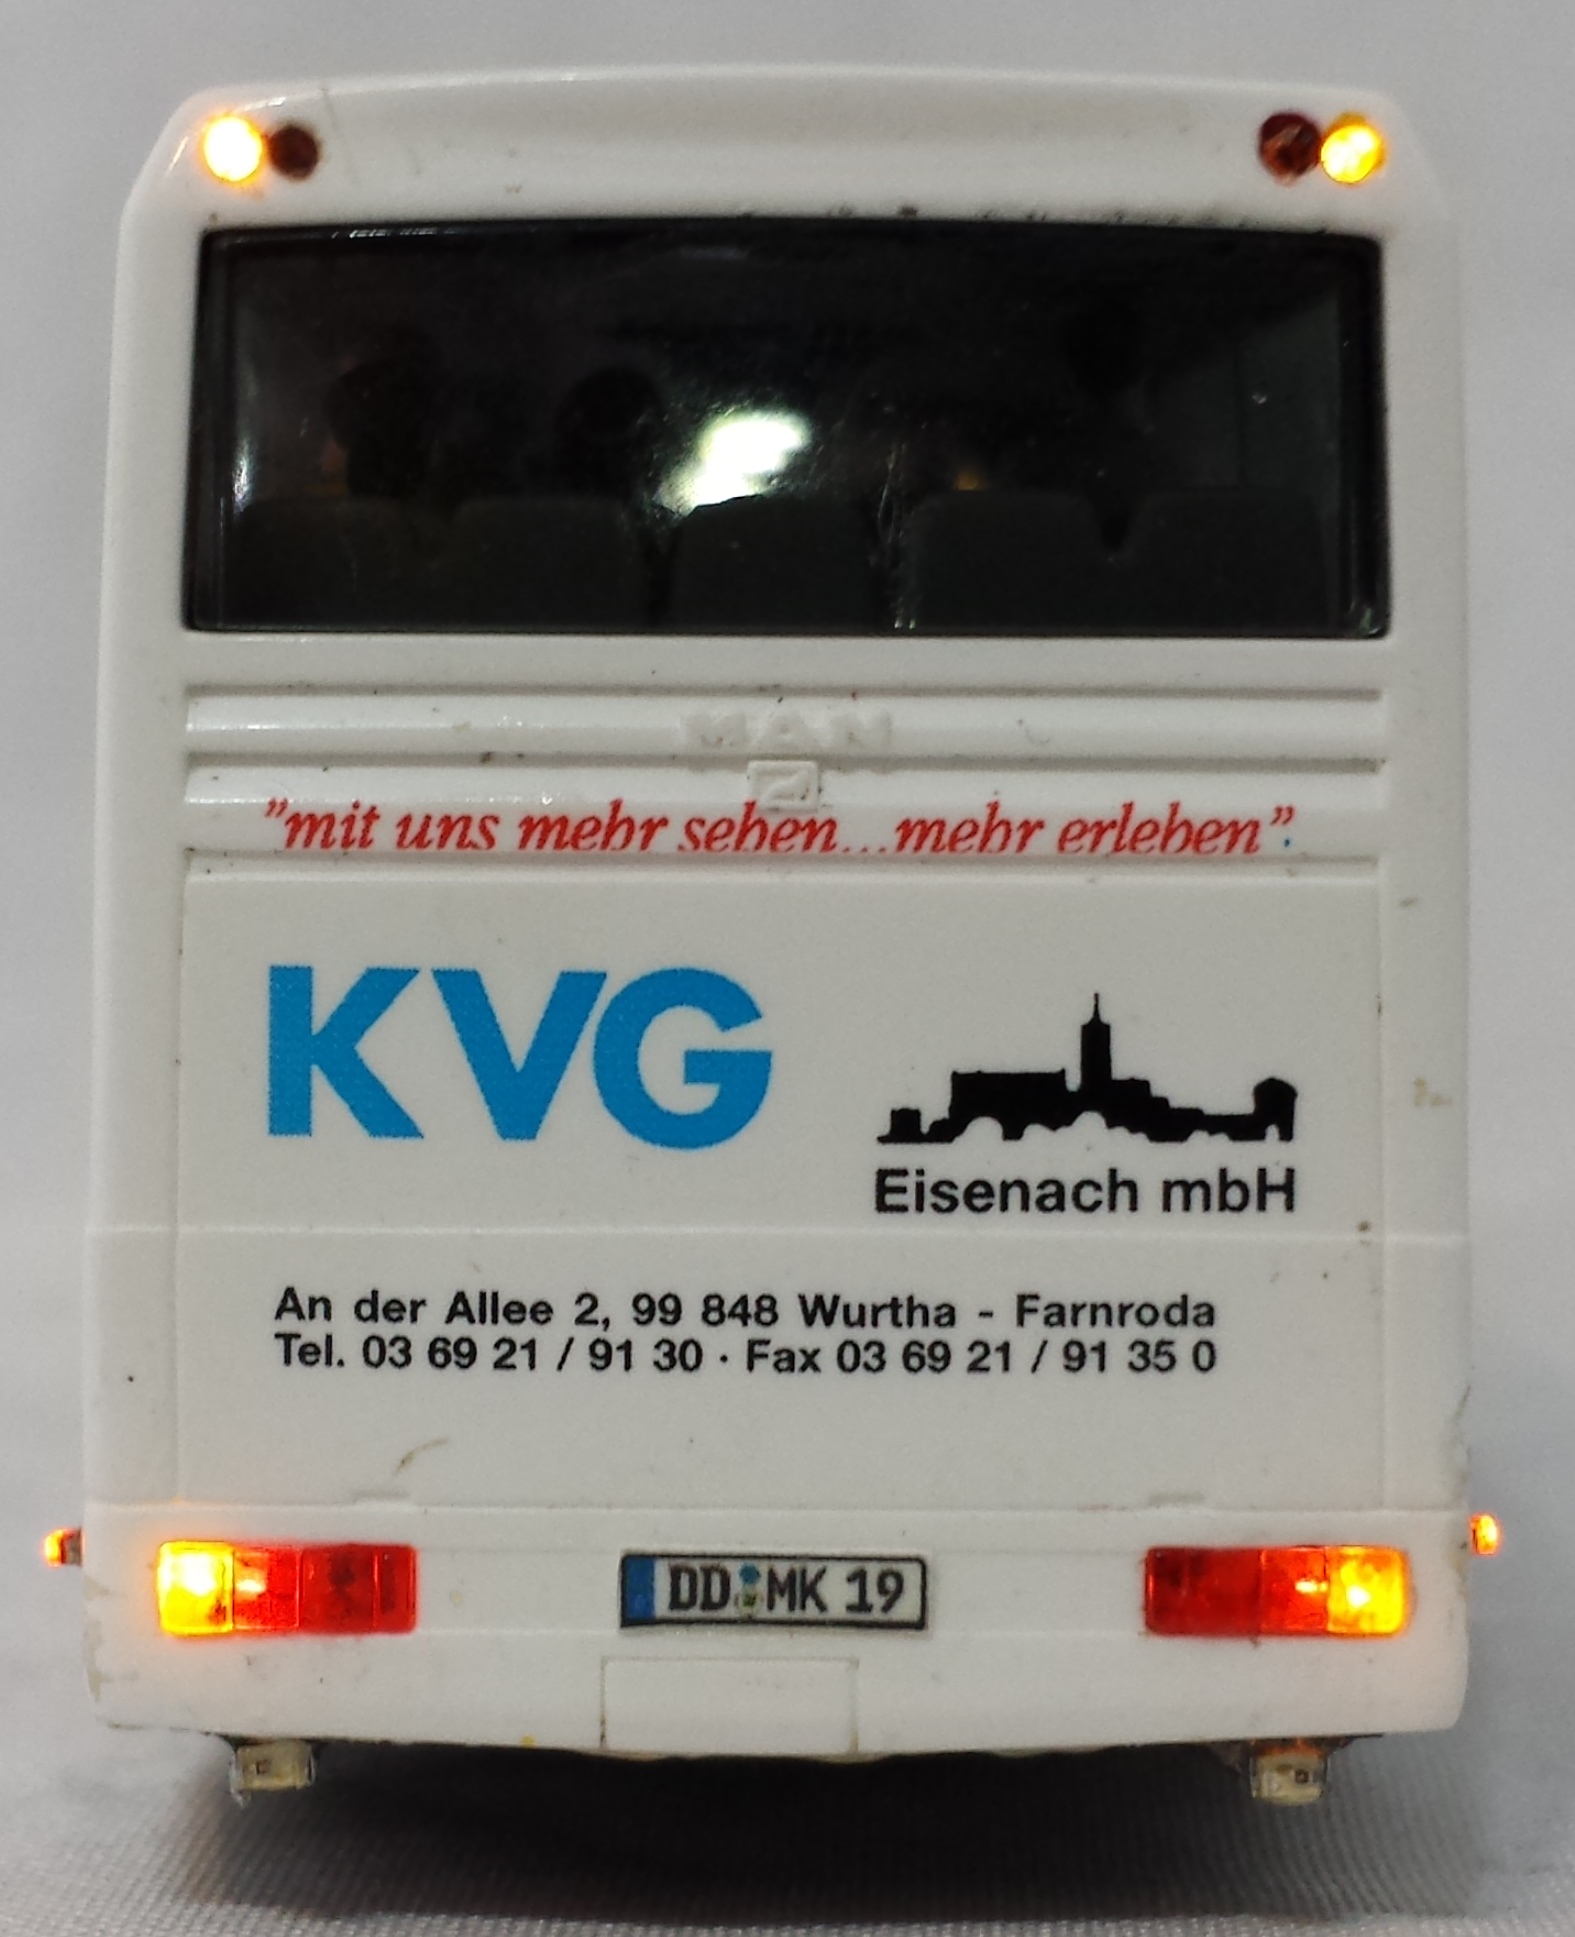 MAN
"mit uns mehr sehen...mehr erleben"
KVG
Eisenach mbH
An der Allee 2, 99 848 Wurtha - Farnroda
Tel. 03 69 21 / 91 30 · Fax 03 69 21 / 91 35 0
DD MK 19